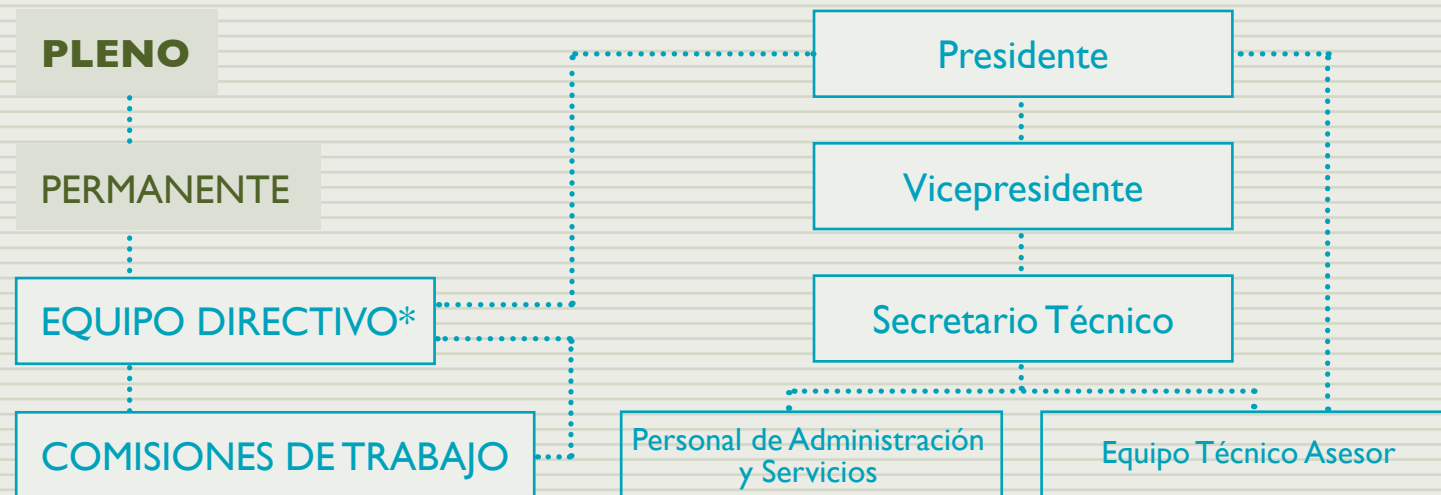 PLENO
PERMANENTE
EQUIPO DIRECTIVO*
COMISIONES DE TRABAJO
Presidente
Vicepresidente
Secretario Técnico
Personal de Administración
y Servicios
Equipo Técnico Asesor